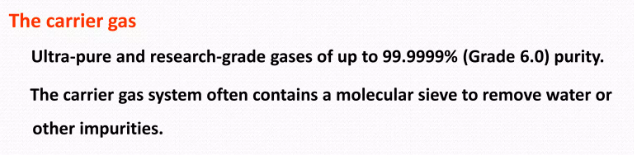 The carrier gas
Ultra-pure and research-grade gases of up to 99.9999% (Grade 6.0) purity.
The carrier gas system often contains a molecular sieve to remove water or
other impurities.